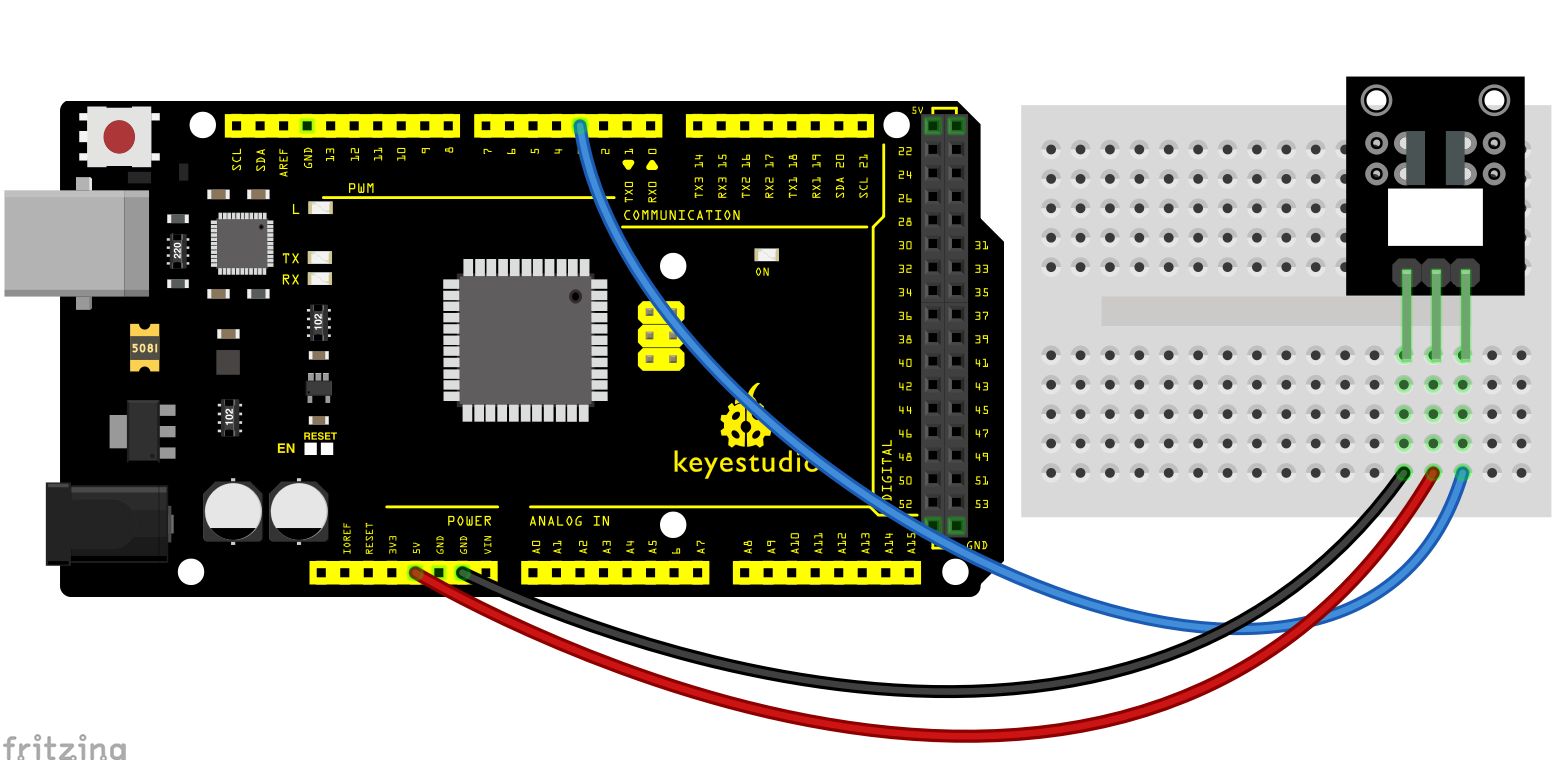 5V
SCL
SDA
AREF
GND
13
12
11
10
9
8
7
6
5
4
2
TX0 1
RX0 0
TX3 14
RX3 15
TX2 16
RX2 17
TX1 18
RX1 19
SDA 20
SCL 21
PWM
COMMUNICATION
L
TX
RX
ON
220
102
5081
102
22
24
26
28
30 31
32 33
34 35
36 37
38 39
40 41
42 43
44 45
46 47
48 49
50 51
52 53
DIGITAL
GND
keyestudio
RESET
EN
POWER
ANALOG IN
IOREF
RESET
3V3
5V
GND
GND
VIN
A0
A1
A2
A3
A4
A5
6
A7
A8
A9
A10
A11
A12
A13
A14
A15
fritzing